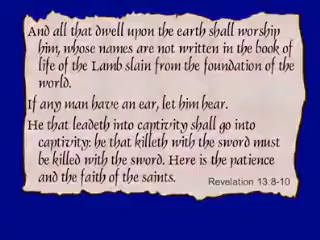 And all that dwell upon the earth shall worship
him, whose names are not written in the book of
life of the Lamb slain from the foundation of the
world.
If any man have an ear, let him hear.
He that leadeth into captivity shall go into
captivity: he that killeth with the sword must
be killed with the sword. Here is the patience
and the faith of the saints.
Revelation 13:8-10